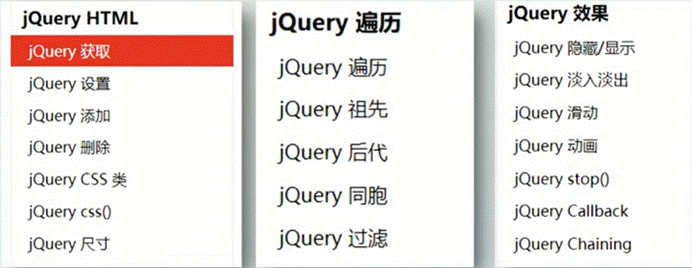 jQuery HTML
jQuery 获取
jQuery 设置
jQuery 添加
jQuery 删除
jQuery CSS 类
jQuery css()
jQuery 尺寸
jQuery 遍历
jQuery 遍历
jQuery 祖先
jQuery 后代
jQuery 同胞
jQuery 过滤
jQuery 效果
jQuery 隐藏/显示
jQuery 淡入淡出
jQuery 滑动
jQuery 动画
jQuery stop()
jQuery Callback
jQuery Chaining